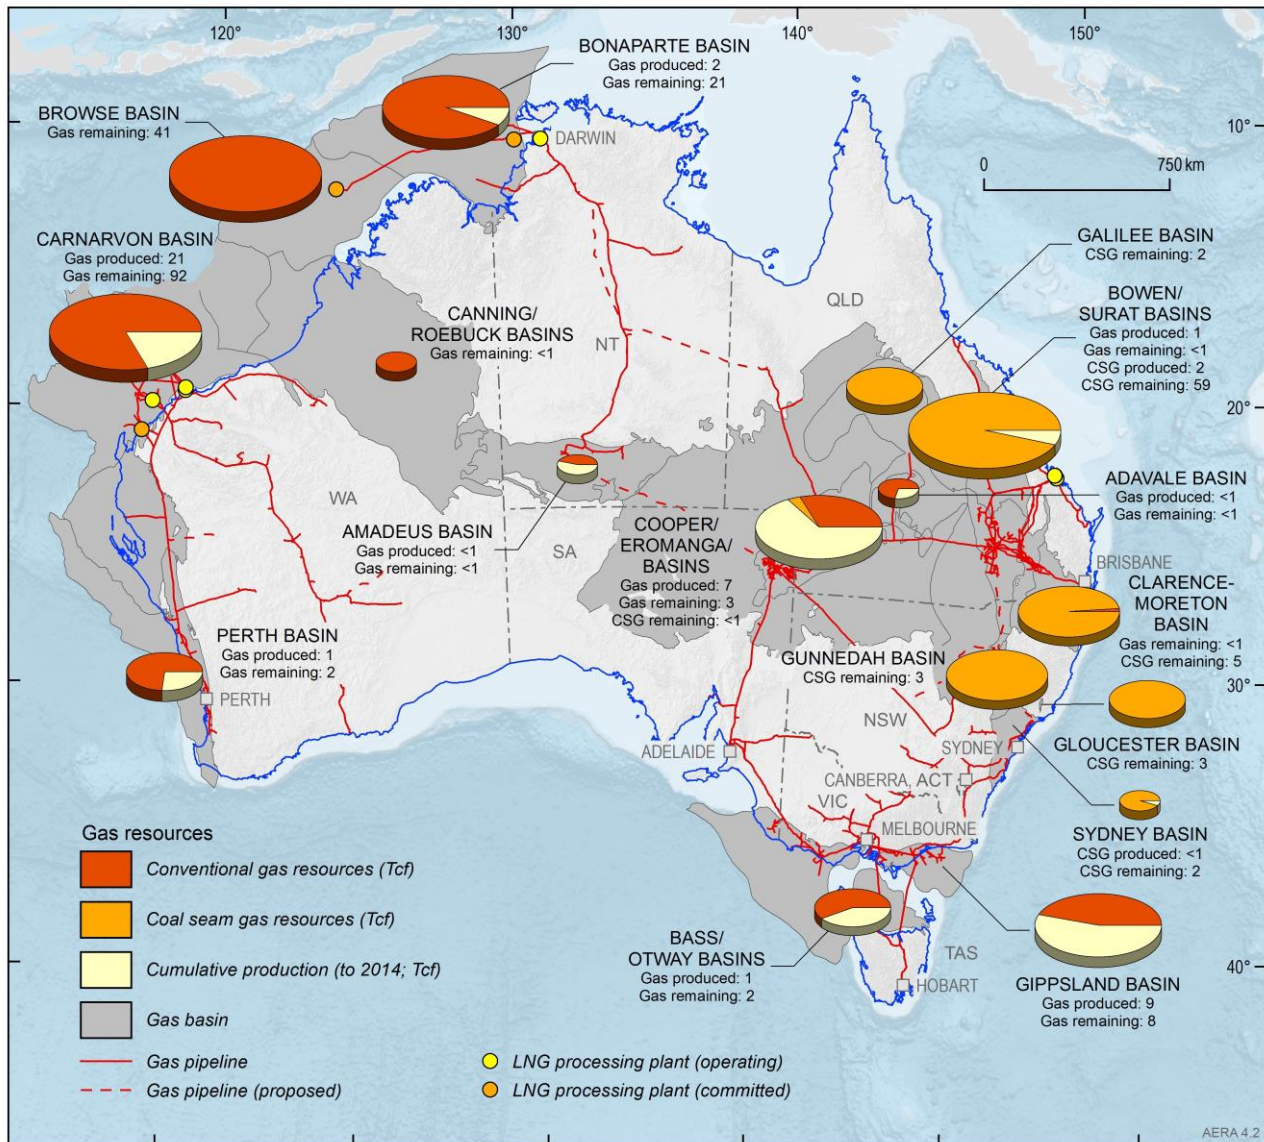 120°
130°
140°
150°
BONAPARTE BASIN
Gas produced: 2
Gas remaining: 21
BROWSE BASIN
Gas remaining: 41
DARWIN
10°
0
750 km
CARNARVON BASIN
Gas produced: 21
Gas remaining: 92
GALILEE BASIN
CSG remaining: 2
BOWEN/
SURAT BASINS
Gas produced: 1
Gas remaining: <1
CSG produced: 2
CSG remaining: 59
QLD
CANNING/
ROEBUCK BASINS
Gas remaining: <1
NT
20°
WA
AMADEUS BASIN
Gas produced: <1
Gas remaining: <1
SA
COOPER/
EROMANGA/
BASINS
Gas produced: 7
Gas remaining: 3
CSG remaining: <1
ADAVALE BASIN
Gas produced: <1
Gas remaining: <1
BRISBANE
CLARENCE-
MORETON
BASIN
Gas remaining: <1
CSG remaining: 5
PERTH BASIN
Gas produced: 1
Gas remaining: 2
PERTH
GUNNEDAH BASIN
CSG remaining: 3
30°
NSW
ADELAIDE
SYDNEY
GLOUCESTER BASIN
CSG remaining: 3
CANBERRA, ACT
VIC
MELBOURNE
SYDNEY BASIN
CSG produced: <1
CSG remaining: 2
BASS/
OTWAY BASINS
Gas produced: 1
Gas remaining: 2
TAS
HOBART
40°
GIPPSLAND BASIN
Gas produced: 9
Gas remaining: 8
Gas resources
Conventional gas resources (Tcf)
Coal seam gas resources (Tcf)
Cumulative production (to 2014; Tcf)
Gas basin
Gas pipeline
Gas pipeline (proposed)
LNG processing plant (operating)
LNG processing plant (committed)
AERA 4.2